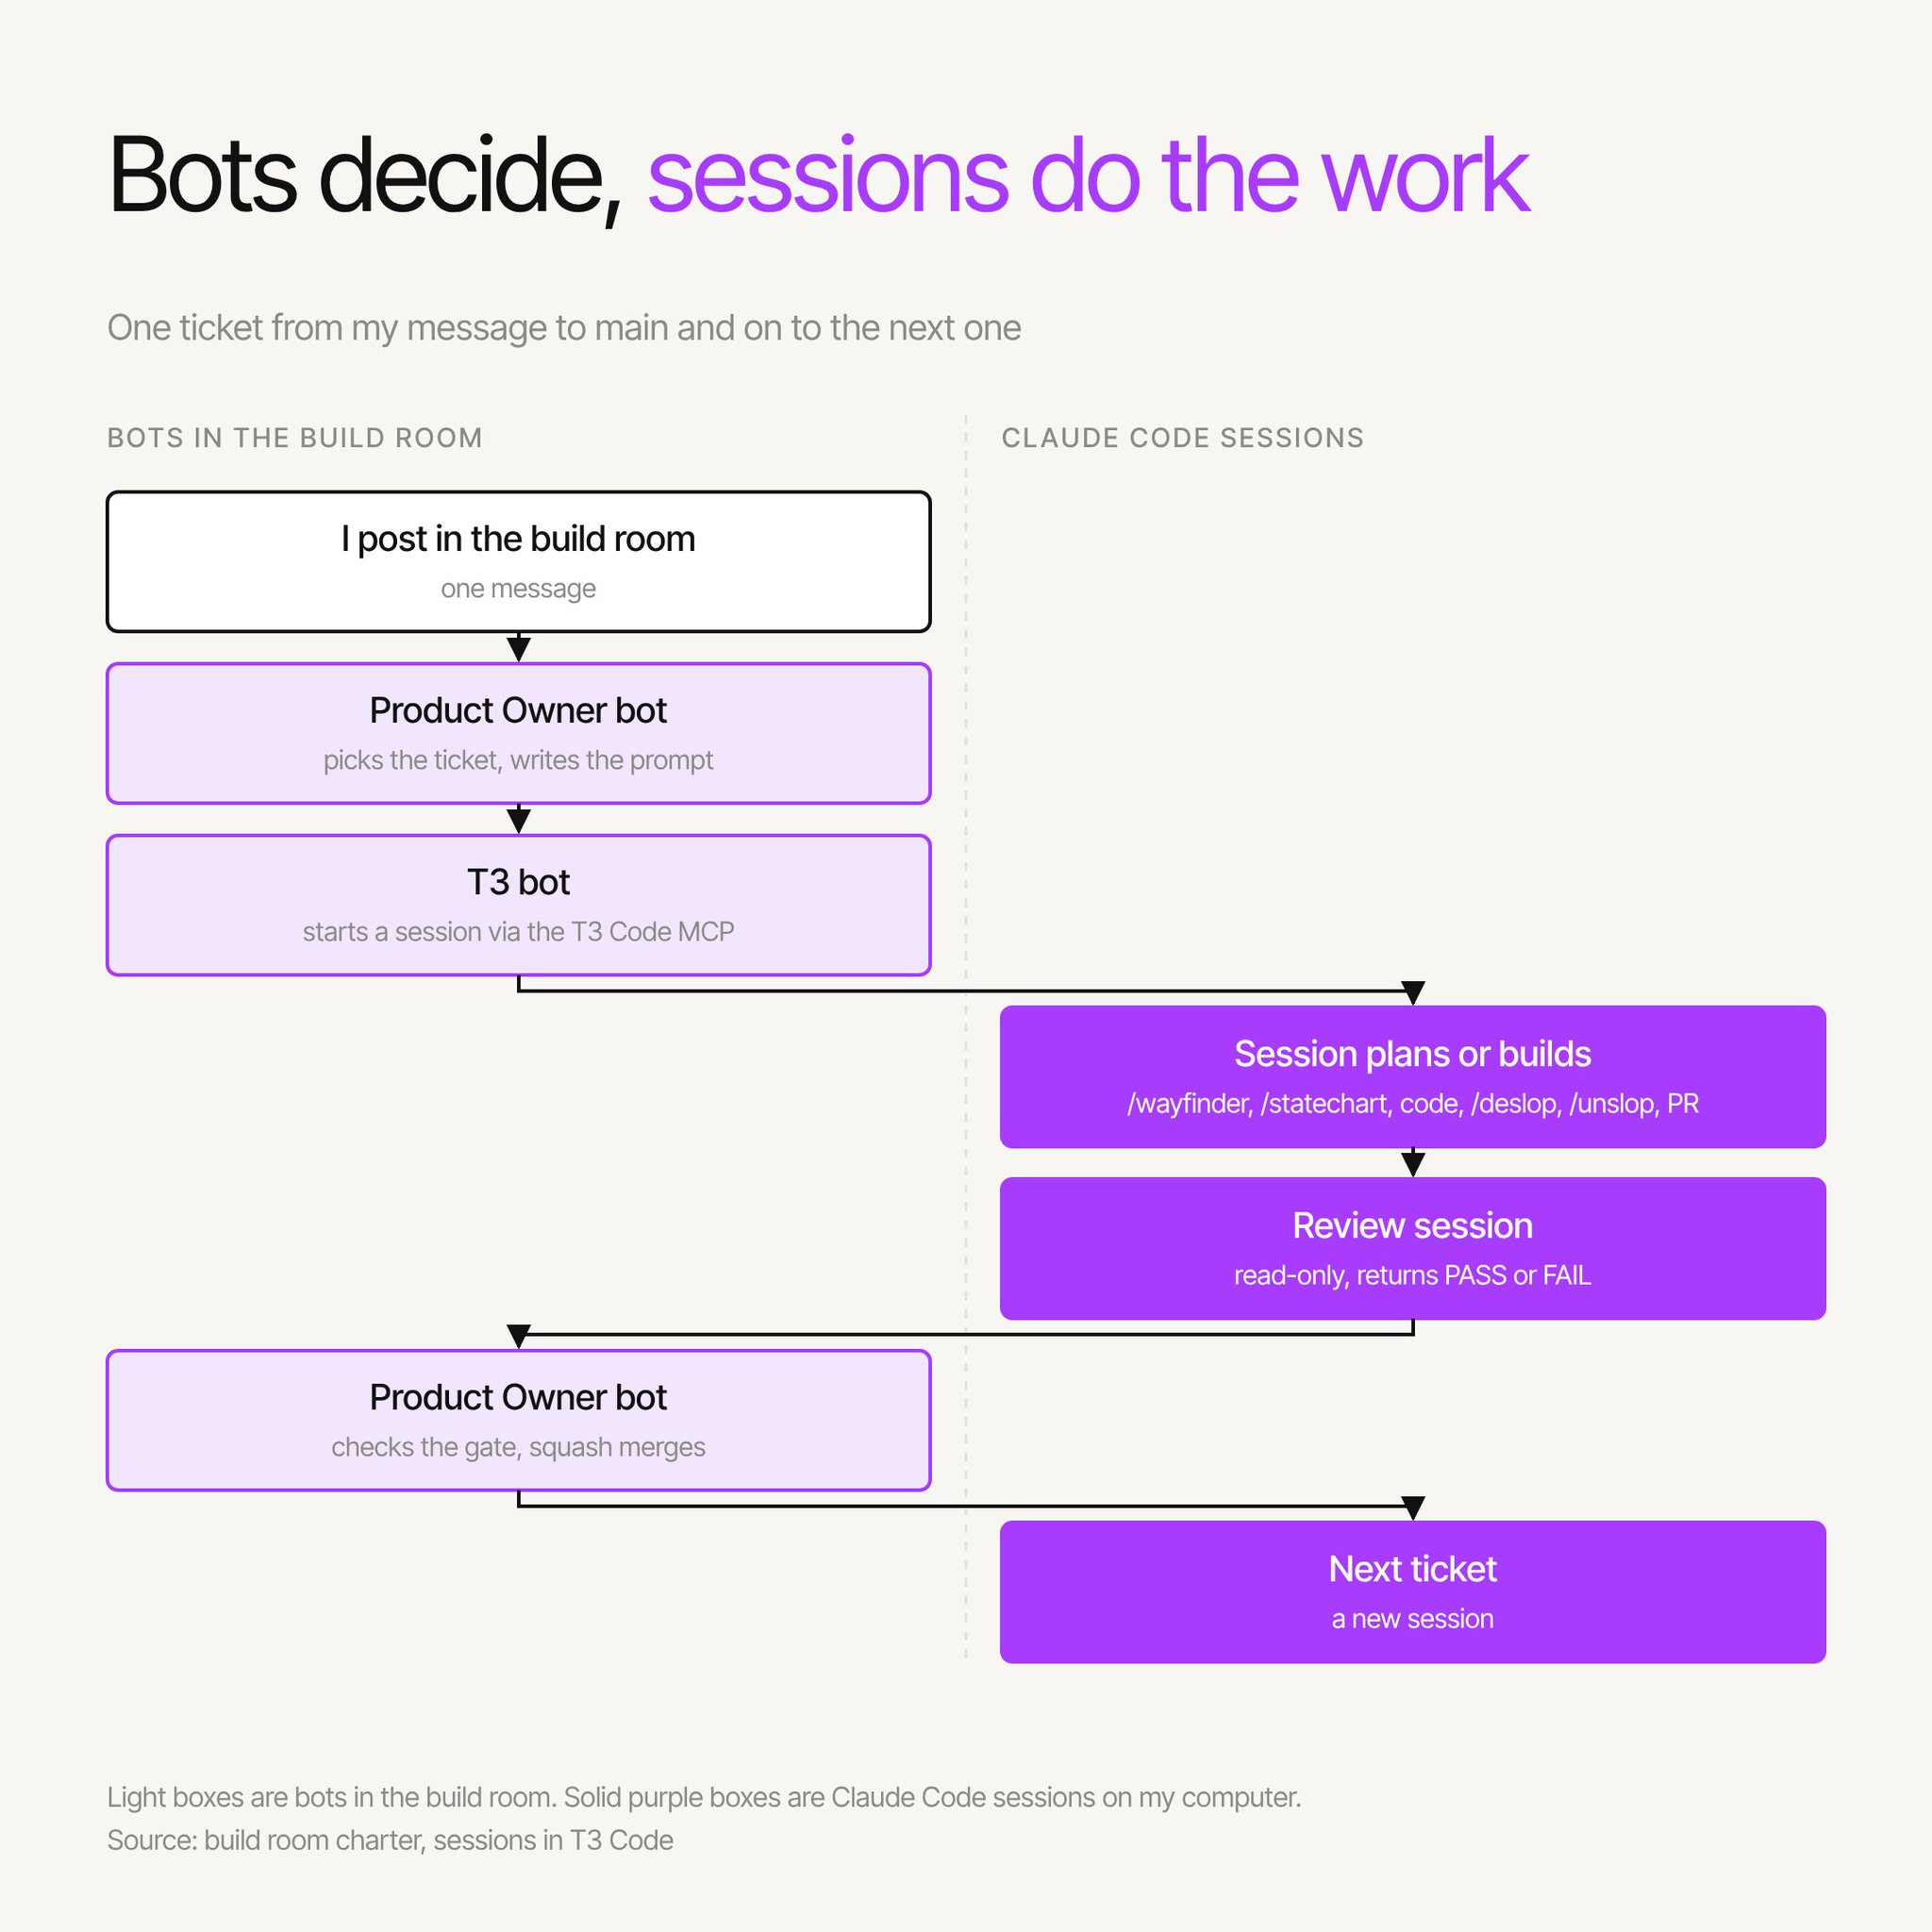 Bots decide, sessions do the work
One ticket from my message to main and on to the next one
BOTS IN THE BUILD ROOM
CLAUDE CODE SESSIONS
I post in the build room
one message
Product Owner bot
picks the ticket, writes the prompt
T3 bot
starts a session via the T3 Code MCP
Session plans or builds
/wayfinder, /statechart, code, /deslop, /unslop, PR
Review session
read-only, returns PASS or FAIL
Product Owner bot
checks the gate, squash merges
Next ticket
a new session
Light boxes are bots in the build room. Solid purple boxes are Claude Code sessions on my computer.
Source: build room charter, sessions in T3 Code